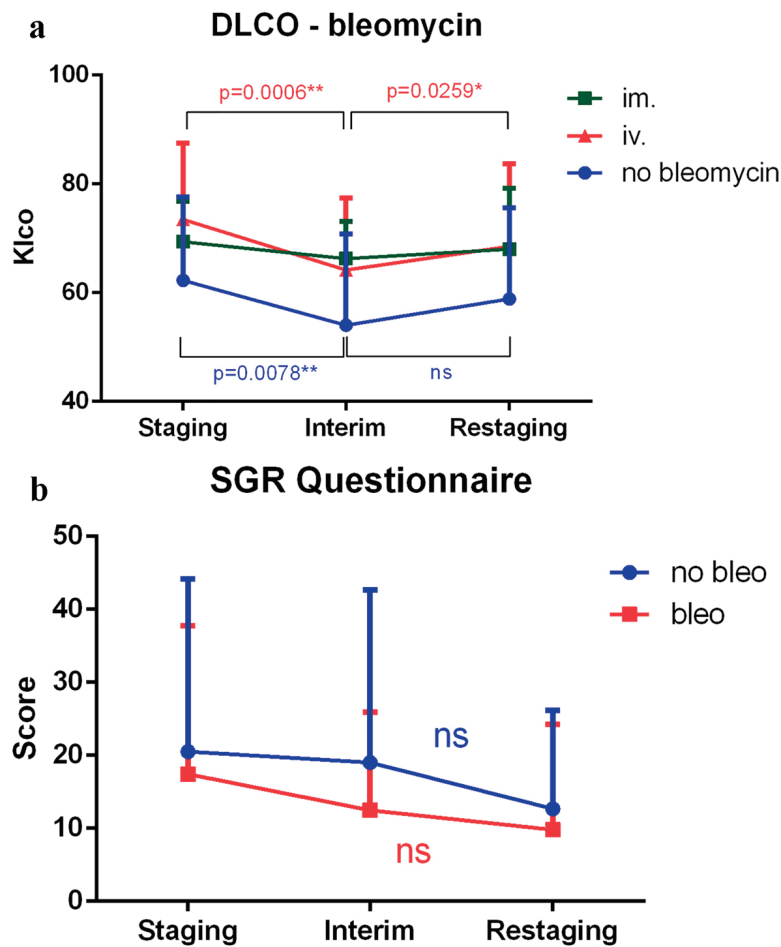 a
DLCO - bleomycin
100
80
60
40
Klco
p=0.0006**
p=0.0259*
p=0.0078**
ns
Staging
Interim
Restaging
im.
iv.
no bleomycin
b
SGR Questionnaire
50
40
30
20
10
0
Score
ns
ns
Staging
Interim
Restaging
no bleo
bleo